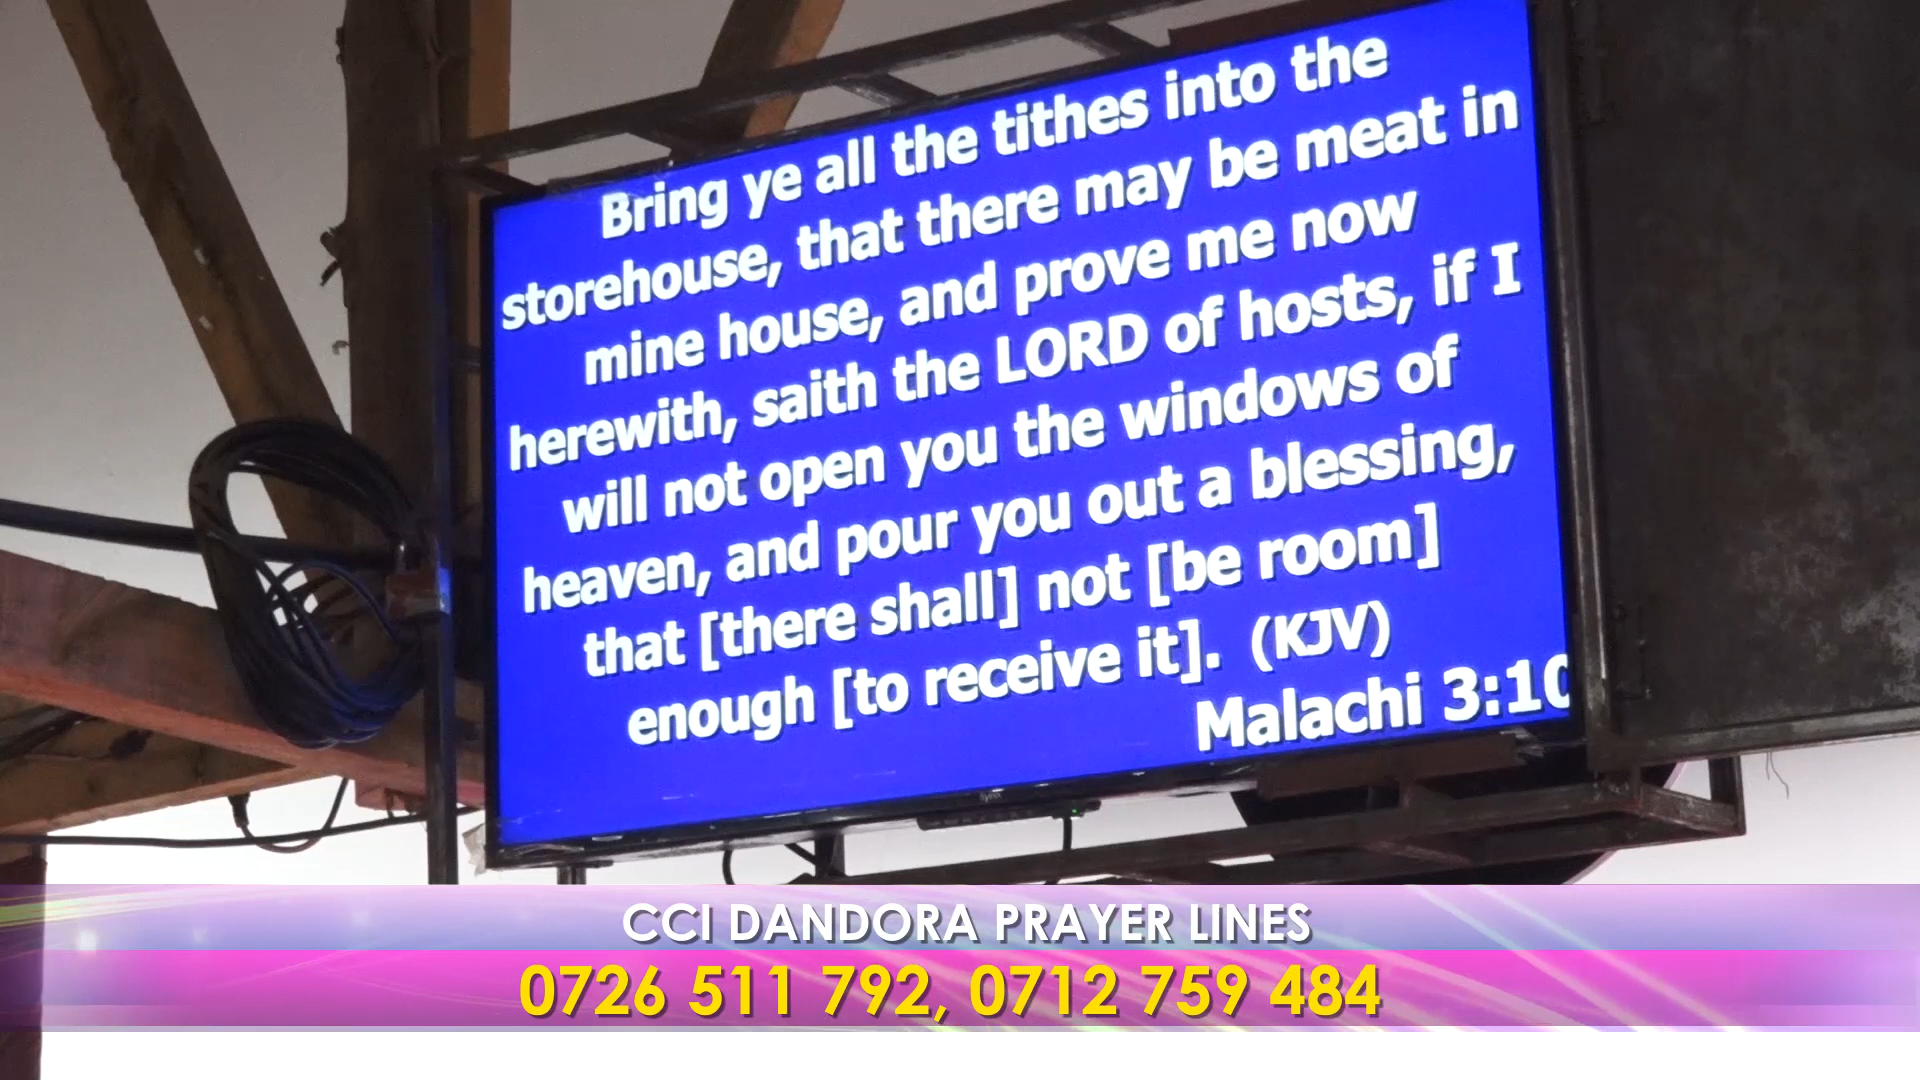 Bring ye all the tithes into the
storehouse, that there may be meat in
mine house, and prove me now
herewith, saith the LORD of hosts, if I
will not open you the windows of
heaven, and pour you out a blessing,
that [there shall] not [be room]
enough [to receive it]. (KJV)
Malachi 3:10
CCI DANDORA PRAYER LINES
0726 511 792, 0712 759 484